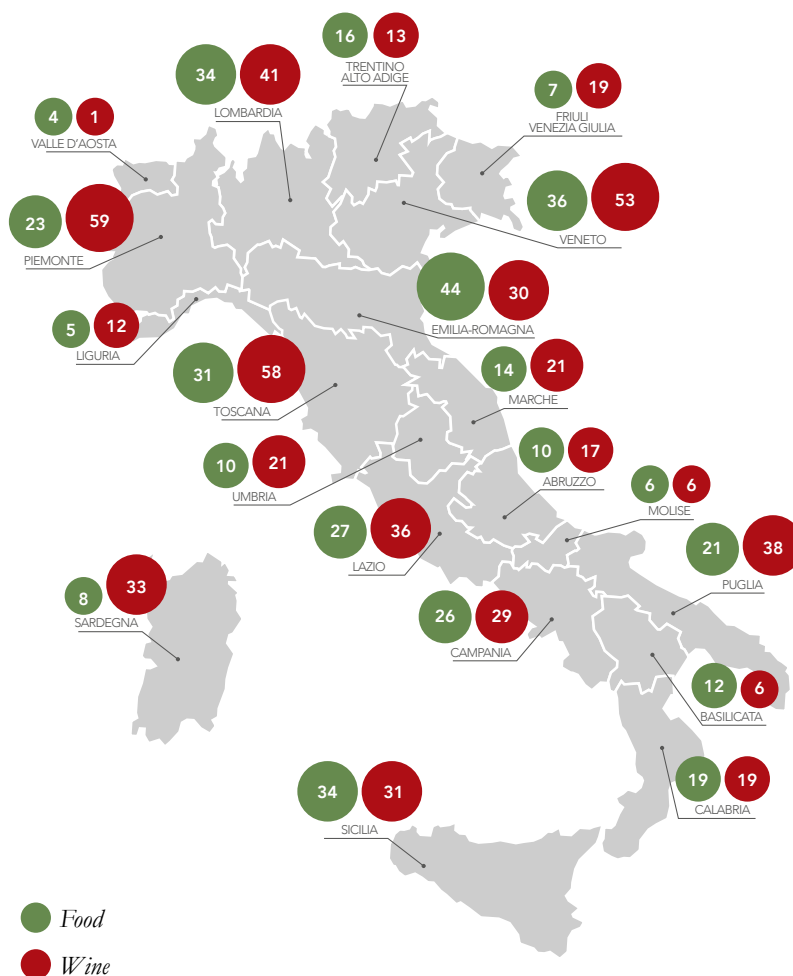 16 13
TRENTINO
ALTO ADIGE
34 41
LOMBARDIA
7 19
FRIULI
VENEZIA GIULIA
4 1
VALLE D'AOSTA
36 53
VENETO
23 59
PIEMONTE
44 30
EMILIA-ROMAGNA
5 12
LIGURIA
31 58
TOSCANA
14 21
MARCHE
10 21
UMBRIA
10 17
ABRUZZO
6 6
MOLISE
27 36
LAZIO
21 38
PUGLIA
8 33
SARDEGNA
26 29
CAMPANIA
12 6
BASILICATA
19 19
CALABRIA
34 31
SICILIA
Food
Wine